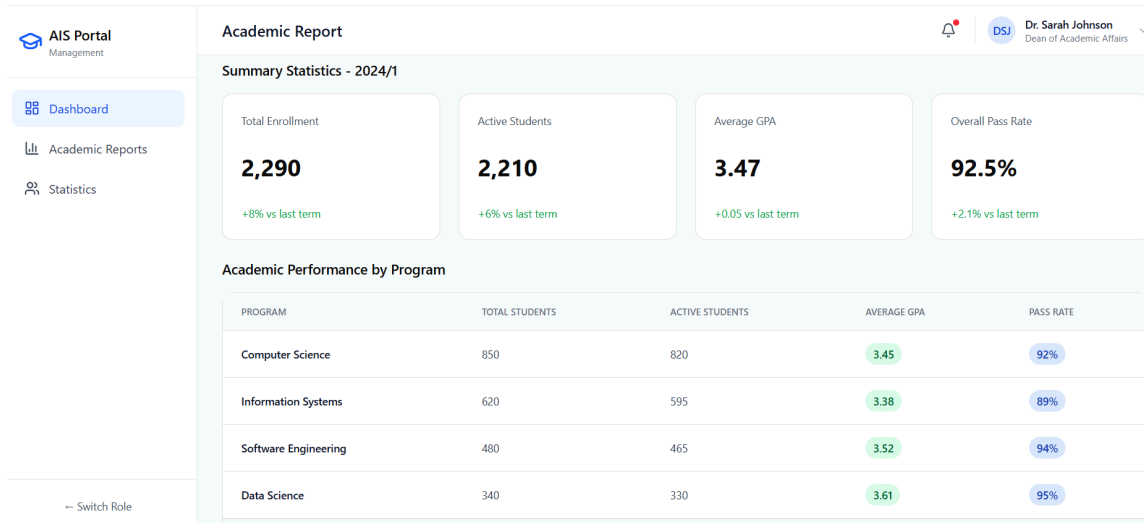 AIS Portal
Management
Dashboard
Academic Reports
Statistics
← Switch Role
Academic Report
DSJ
Dr. Sarah Johnson
Dean of Academic Affairs
Summary Statistics - 2024/1
Total Enrollment
2,290
+8% vs last term
Active Students
2,210
+6% vs last term
Average GPA
3.47
+0.05 vs last term
Overall Pass Rate
92.5%
+2.1% vs last term
Academic Performance by Program
PROGRAM TOTAL STUDENTS ACTIVE STUDENTS AVERAGE GPA PASS RATE
Computer Science 850 820 3.45 92%
Information Systems 620 595 3.38 89%
Software Engineering 480 465 3.52 94%
Data Science 340 330 3.61 95%